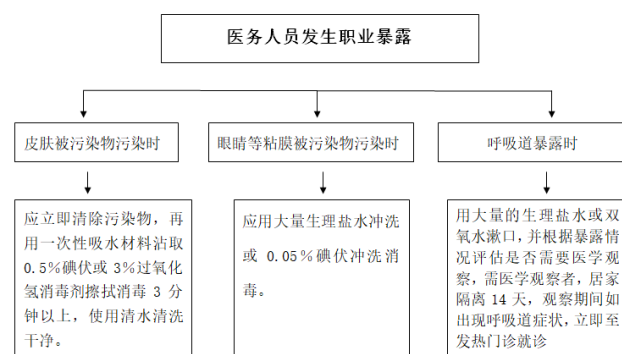 医务人员发生职业暴露
皮肤被污染物污染时
眼睛等粘膜被污染物污染时
呼吸道暴露时
应立即清除污染物，再
用一次性吸水材料沾取
0.5%碘伏或3%过氧化
氢消毒剂擦拭消毒 3 分
钟以上，使用清水清洗
干净。
应用大量生理盐水冲洗
或 0.05%碘伏冲洗消
毒。
用大量的生理盐水或双
氧水漱口，并根据暴露情
况评估是否需要医学观
察，需医学观察者，居家
隔离 14 天，观察期间如
出现呼吸道症状，立即至
发热门诊就诊